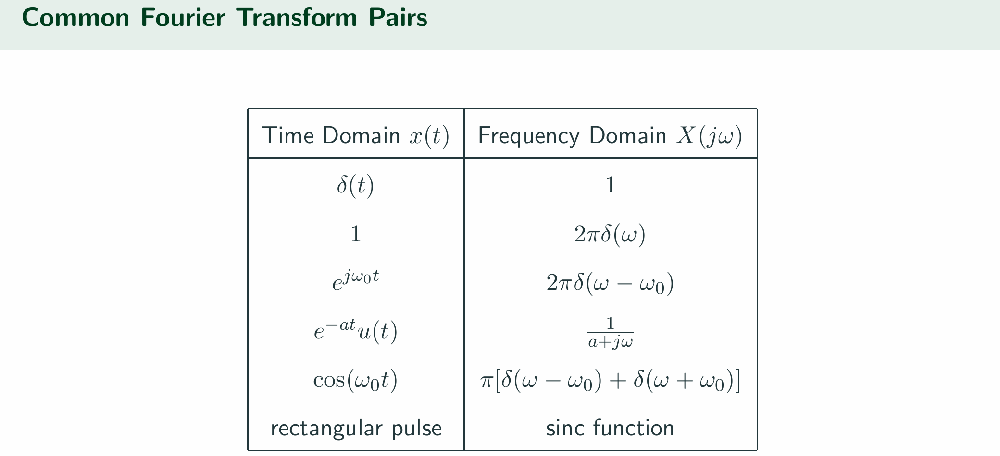 Common Fourier Transform Pairs
Time Domain $x(t)$ Frequency Domain $X(j\omega)$
$\delta(t)$ $1$
$1$ $2\pi\delta(\omega)$
$e^{j\omega_0 t}$ $2\pi\delta(\omega - \omega_0)$
$e^{-at}u(t)$ $\frac{1}{a+j\omega}$
$\cos(\omega_0 t)$ $\pi[\delta(\omega - \omega_0) + \delta(\omega + \omega_0)]$
rectangular pulse sinc function